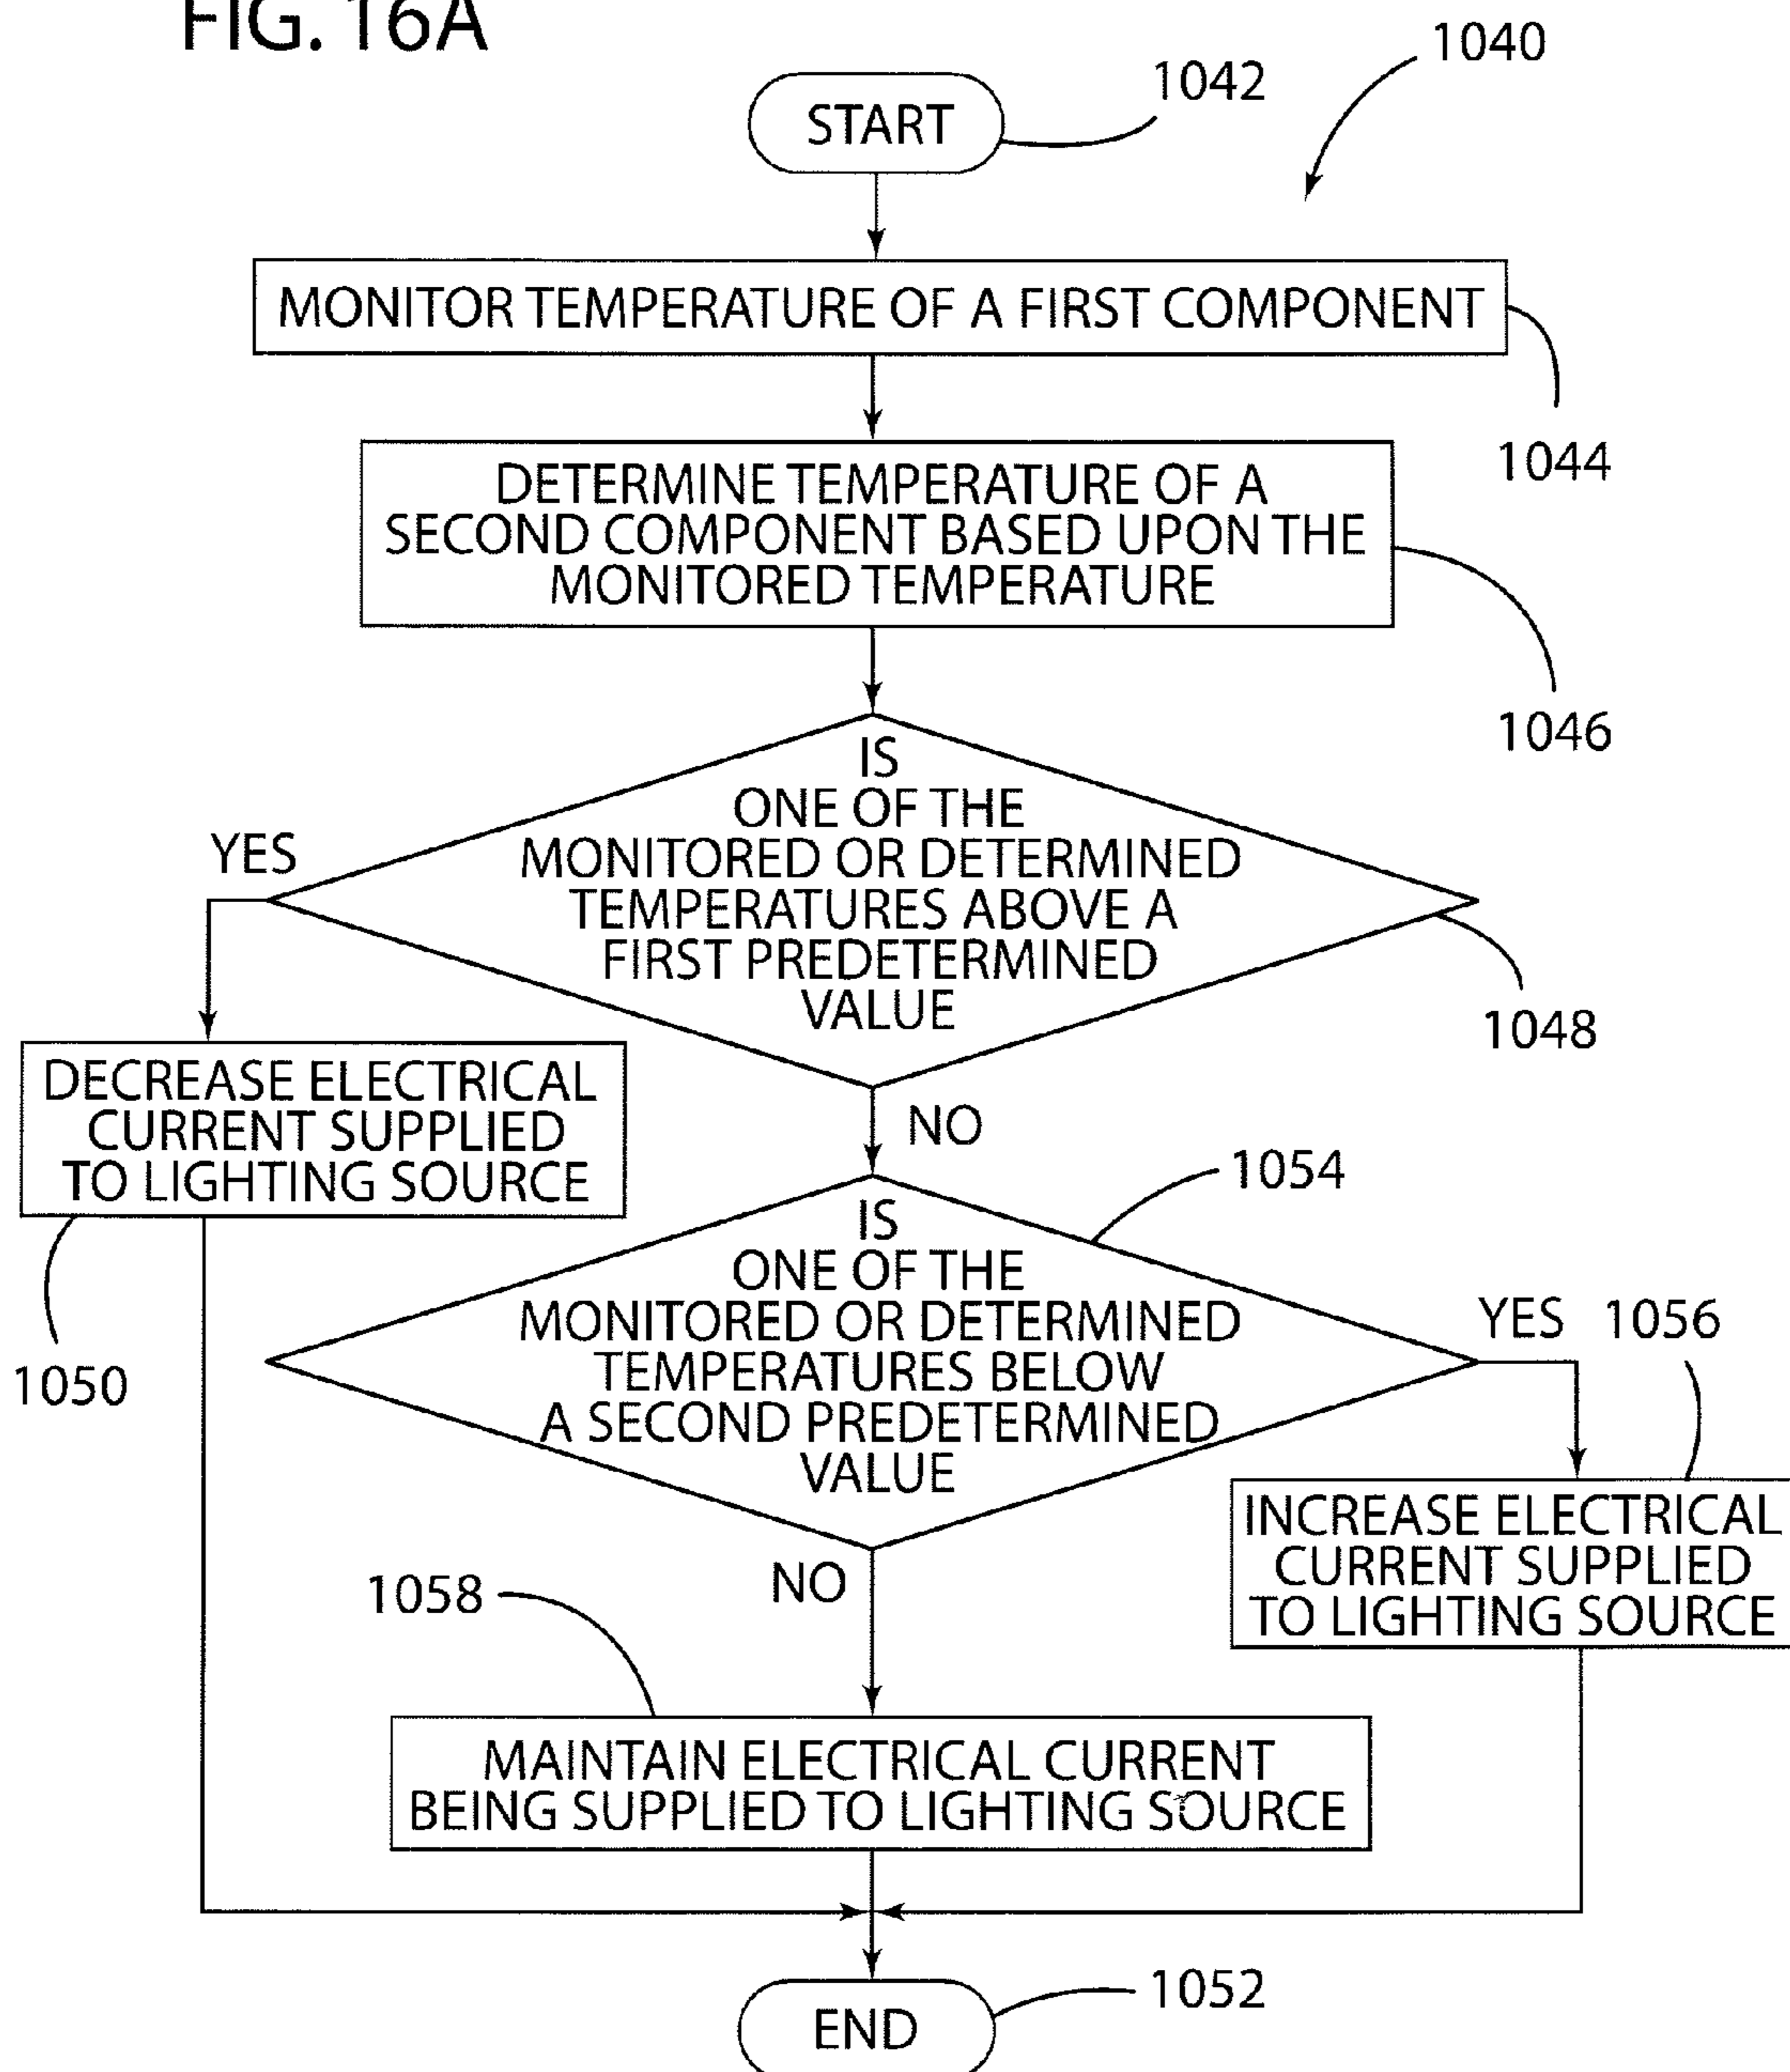 FIG. 16A
1040
1042
START
MONITOR TEMPERATURE OF A FIRST COMPONENT
1044
DETERMINE TEMPERATURE OF A
SECOND COMPONENT BASED UPON THE
MONITORED TEMPERATURE
1046
IS
ONE OF THE
MONITORED OR DETERMINED
TEMPERATURES ABOVE A
FIRST PREDETERMINED
VALUE
YES
1048
DECREASE ELECTRICAL
CURRENT SUPPLIED
TO LIGHTING SOURCE
1050
NO
1054
IS
ONE OF THE
MONITORED OR DETERMINED
TEMPERATURES BELOW
A SECOND PREDETERMINED
VALUE
YES
1056
INCREASE ELECTRICAL
CURRENT SUPPLIED
TO LIGHTING SOURCE
NO
1058
MAINTAIN ELECTRICAL CURRENT
BEING SUPPLIED TO LIGHTING SOURCE
1052
END